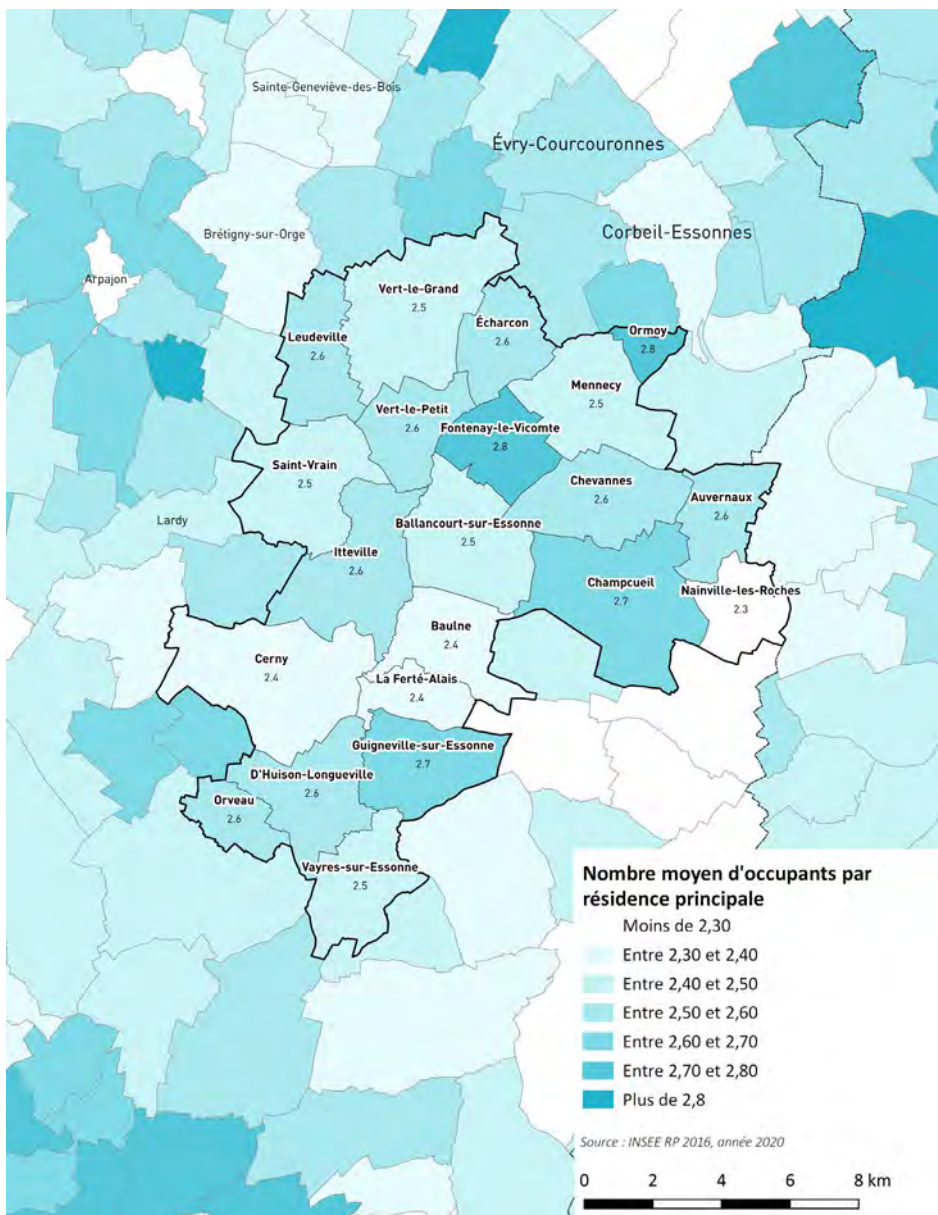 Sainte-Geneviève-des-Bois
Évry-Courcouronnes
Brétigny-sur-Orge
Corbeil-Essonnes
Arpajon
Vert-le-Grand
2.5
Écharcon
2.6
Leudeville
2.6
Ormoy
2.8
Mennecy
2.5
Vert-le-Petit
2.6
Fontenay-le-Vicomte
2.8
Saint-Vrain
2.5
Chevannes
2.6
Auvernaux
2.6
Lardy
Ballancourt-sur-Essonne
2.5
Itteville
2.6
Champcueil
2.7
Nainville-les-Roches
2.3
Baulne
2.4
Cerny
2.4
La Ferté-Alais
2.4
Guigneville-sur-Essonne
2.7
D'Huison-Longueville
2.6
Orveau
2.6
Vayres-sur-Essonne
2.5
Nombre moyen d'occupants par
résidence principale
Moins de 2,30
Entre 2,30 et 2,40
Entre 2,40 et 2,50
Entre 2,50 et 2,60
Entre 2,60 et 2,70
Entre 2,70 et 2,80
Plus de 2,8
Source : INSEE RP 2016, année 2020
0 2 4 6 8 km